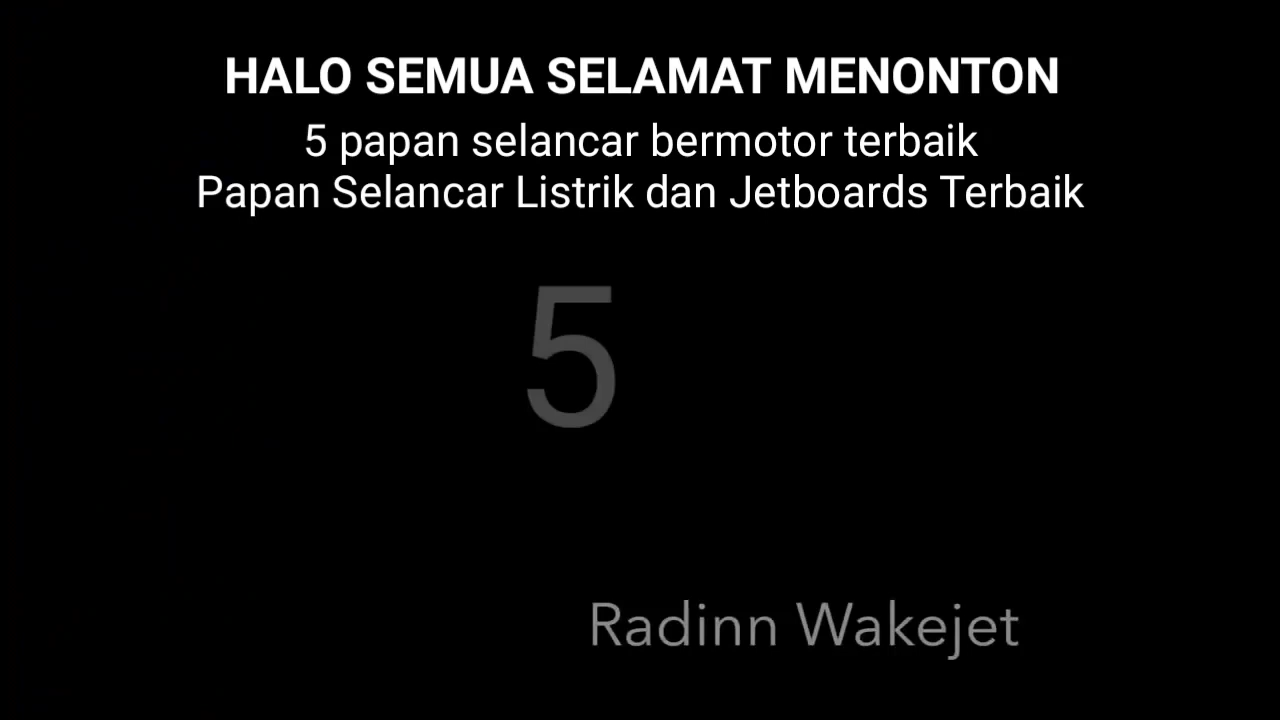 HALO SEMUA SELAMAT MENONTON
5 papan selancar bermotor terbaik
Papan Selancar Listrik dan Jetboards Terbaik
5
Radinn Wakejet